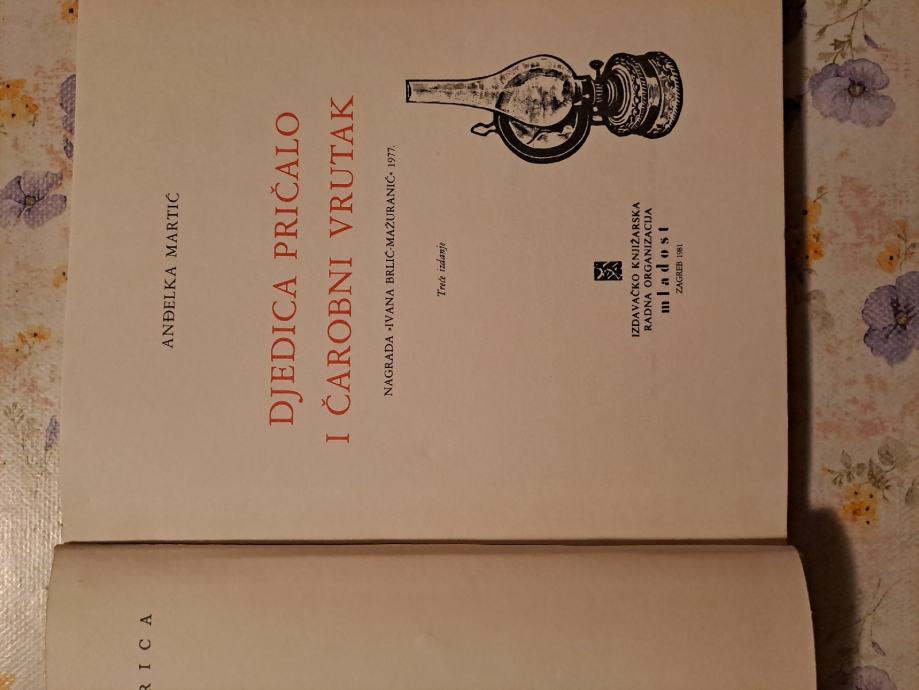 ANĐELKA MARTIĆ
DJEDICA PRIČALO
I ČAROBNI VRUTAK
NAGRADA »IVANA BRLIĆ-MAŽURANIĆ« 1977.
Treće izdanje
IZDAVAČKO KNJIŽARSKA
RADNA ORGANIZACIJA
mladost
ZAGREB 1981